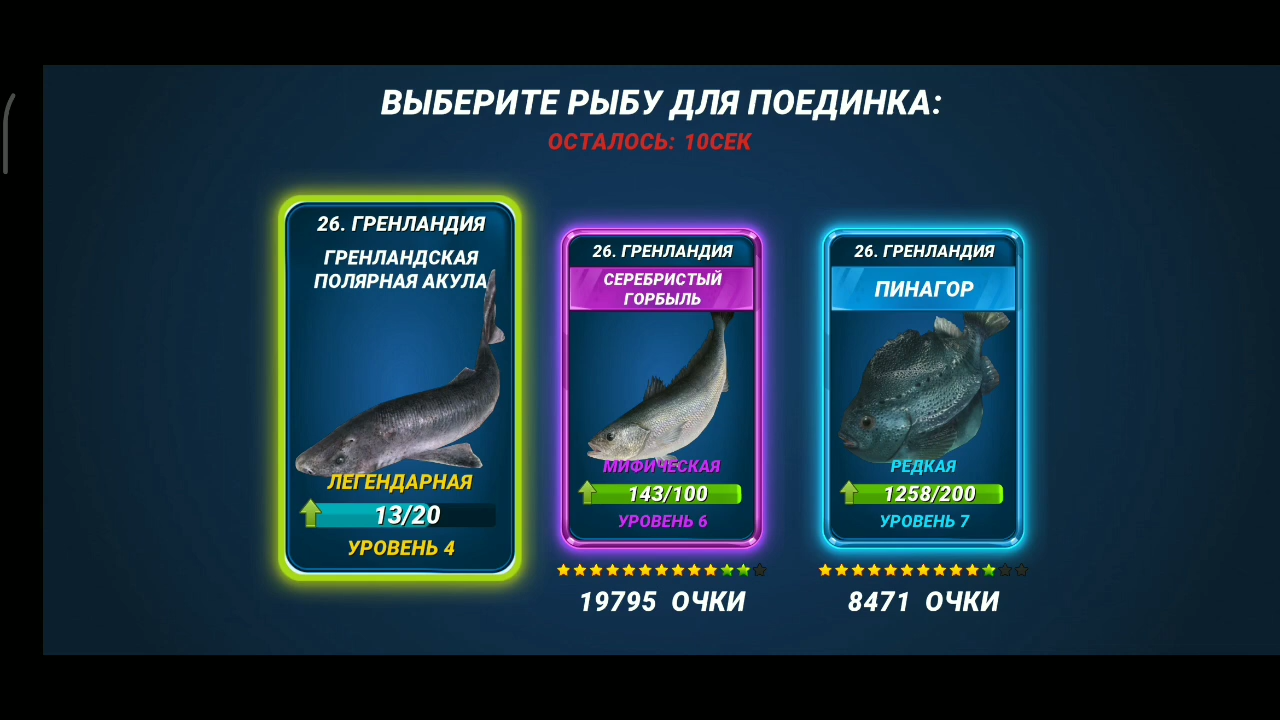 ВЫБЕРИТЕ РЫБУ ДЛЯ ПОЕДИНКА:
ОСТАЛОСЬ: 10СЕК
26. ГРЕНЛАНДИЯ
ГРЕНЛАНДСКАЯ
ПОЛЯРНАЯ АКУЛА
ЛЕГЕНДАРНАЯ
13/20
УРОВЕНЬ 4
26. ГРЕНЛАНДИЯ
СЕРЕБРИСТЫЙ
ГОРБЫЛЬ
МИФИЧЕСКАЯ
143/100
УРОВЕНЬ 6
19795 ОЧКИ
26. ГРЕНЛАНДИЯ
ПИНАГОР
РЕДКАЯ
1258/200
УРОВЕНЬ 7
8471 ОЧКИ